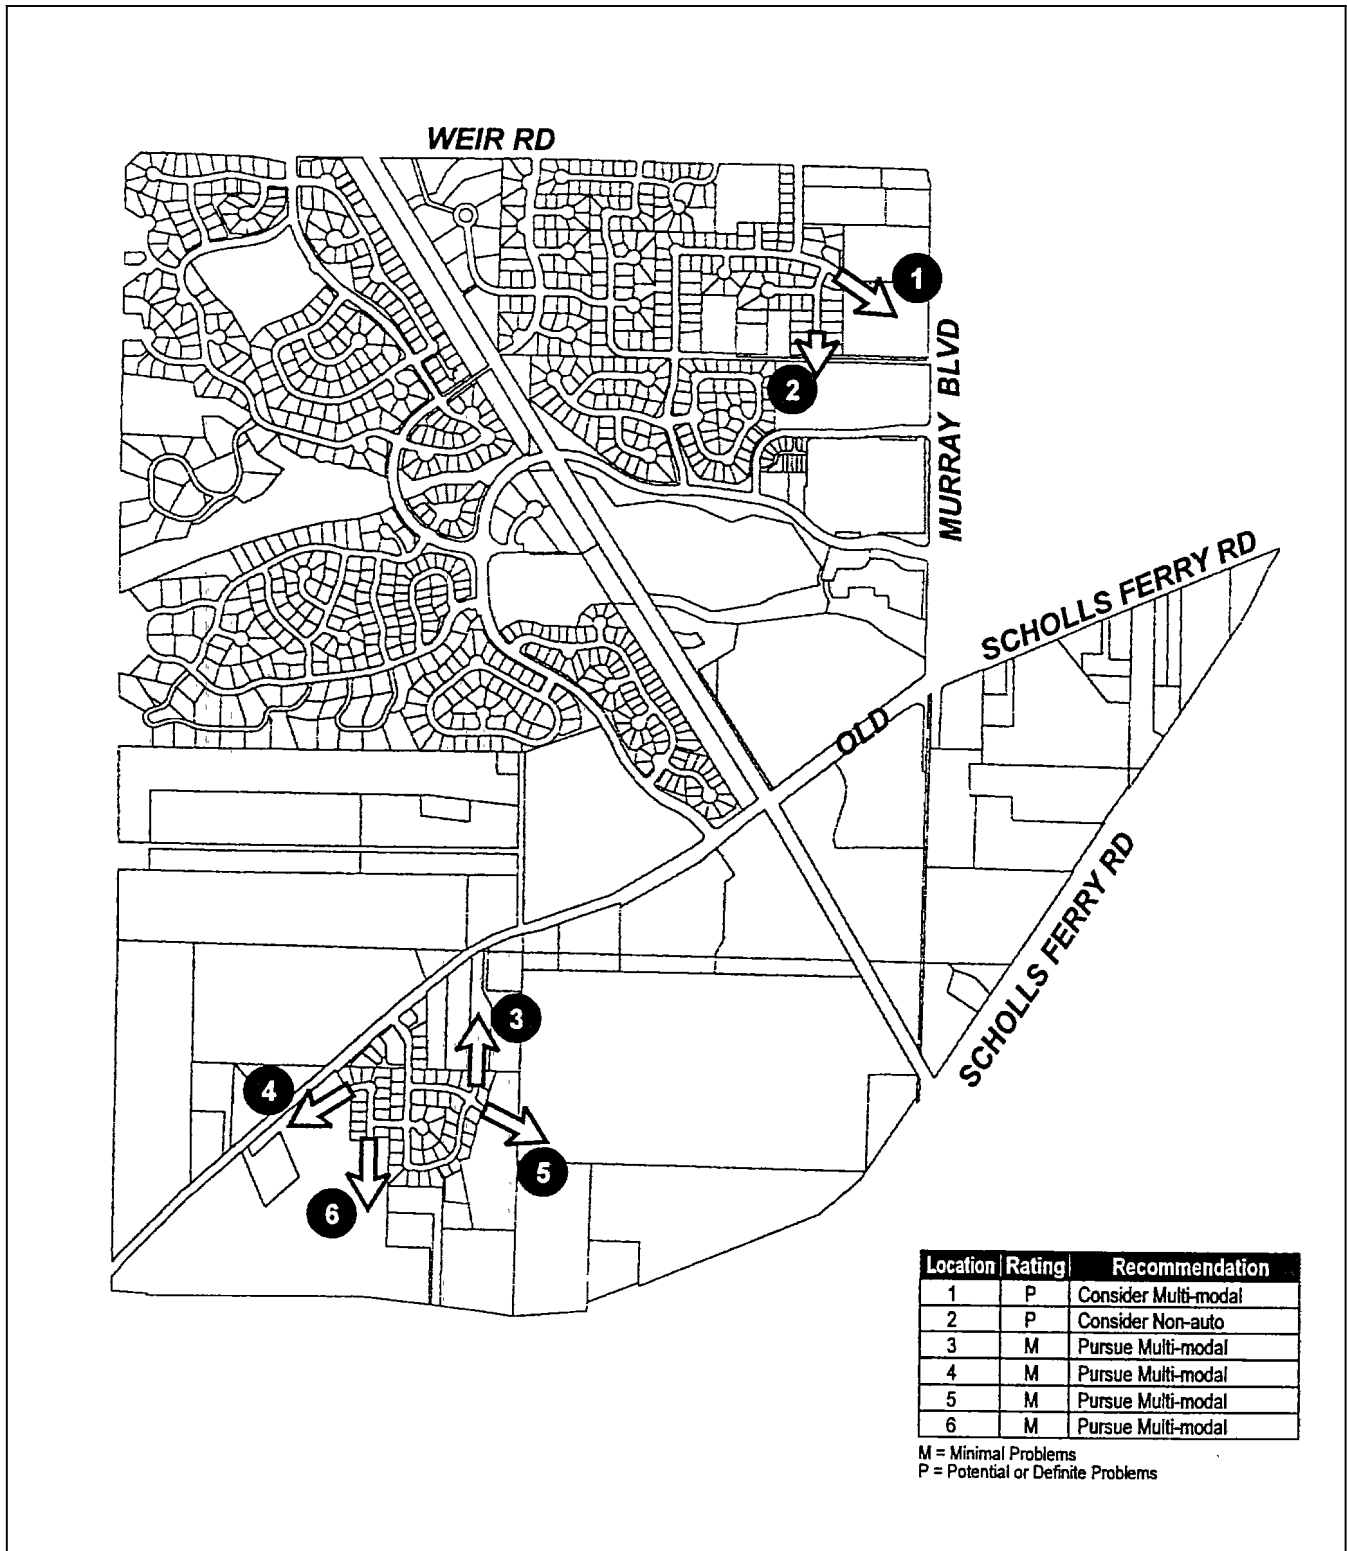 WEIR RD
1
2
MURRAY BLVD
SCHOLLS FERRY RD
OLD
SCHOLLS FERRY RD
3
4
5
6
Location Rating Recommendation
1 P Consider Multi-modal
2 P Consider Non-auto
3 M Pursue Multi-modal
4 M Pursue Multi-modal
5 M Pursue Multi-modal
6 M Pursue Multi-modal
M = Minimal Problems
P = Potential or Definite Problems